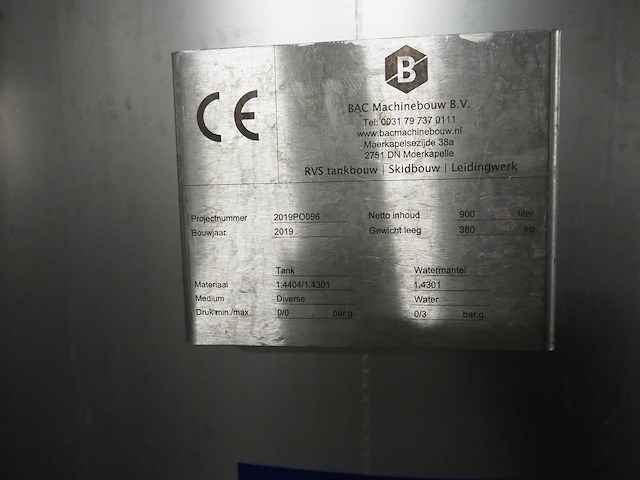 B
CE
BAC Machinebouw B.V.
Tel: 0031 79 737 0111
www.bacmachinebouw.nl
Moerkapelsezijde 38a
2751 DN Moerkapelle
RVS tankbouw | Skidbouw | Leidingwerk
Projectnummer 2019PO096 Netto inhoud 900 liter
Bouwjaar 2019 Gewicht leeg 380 kg
Tank Watermantel
Materiaal 1.4404/1.4301 1.4301
Medium Diverse Water
Druk min./max. 0/0 bar.g 0/3 bar.g